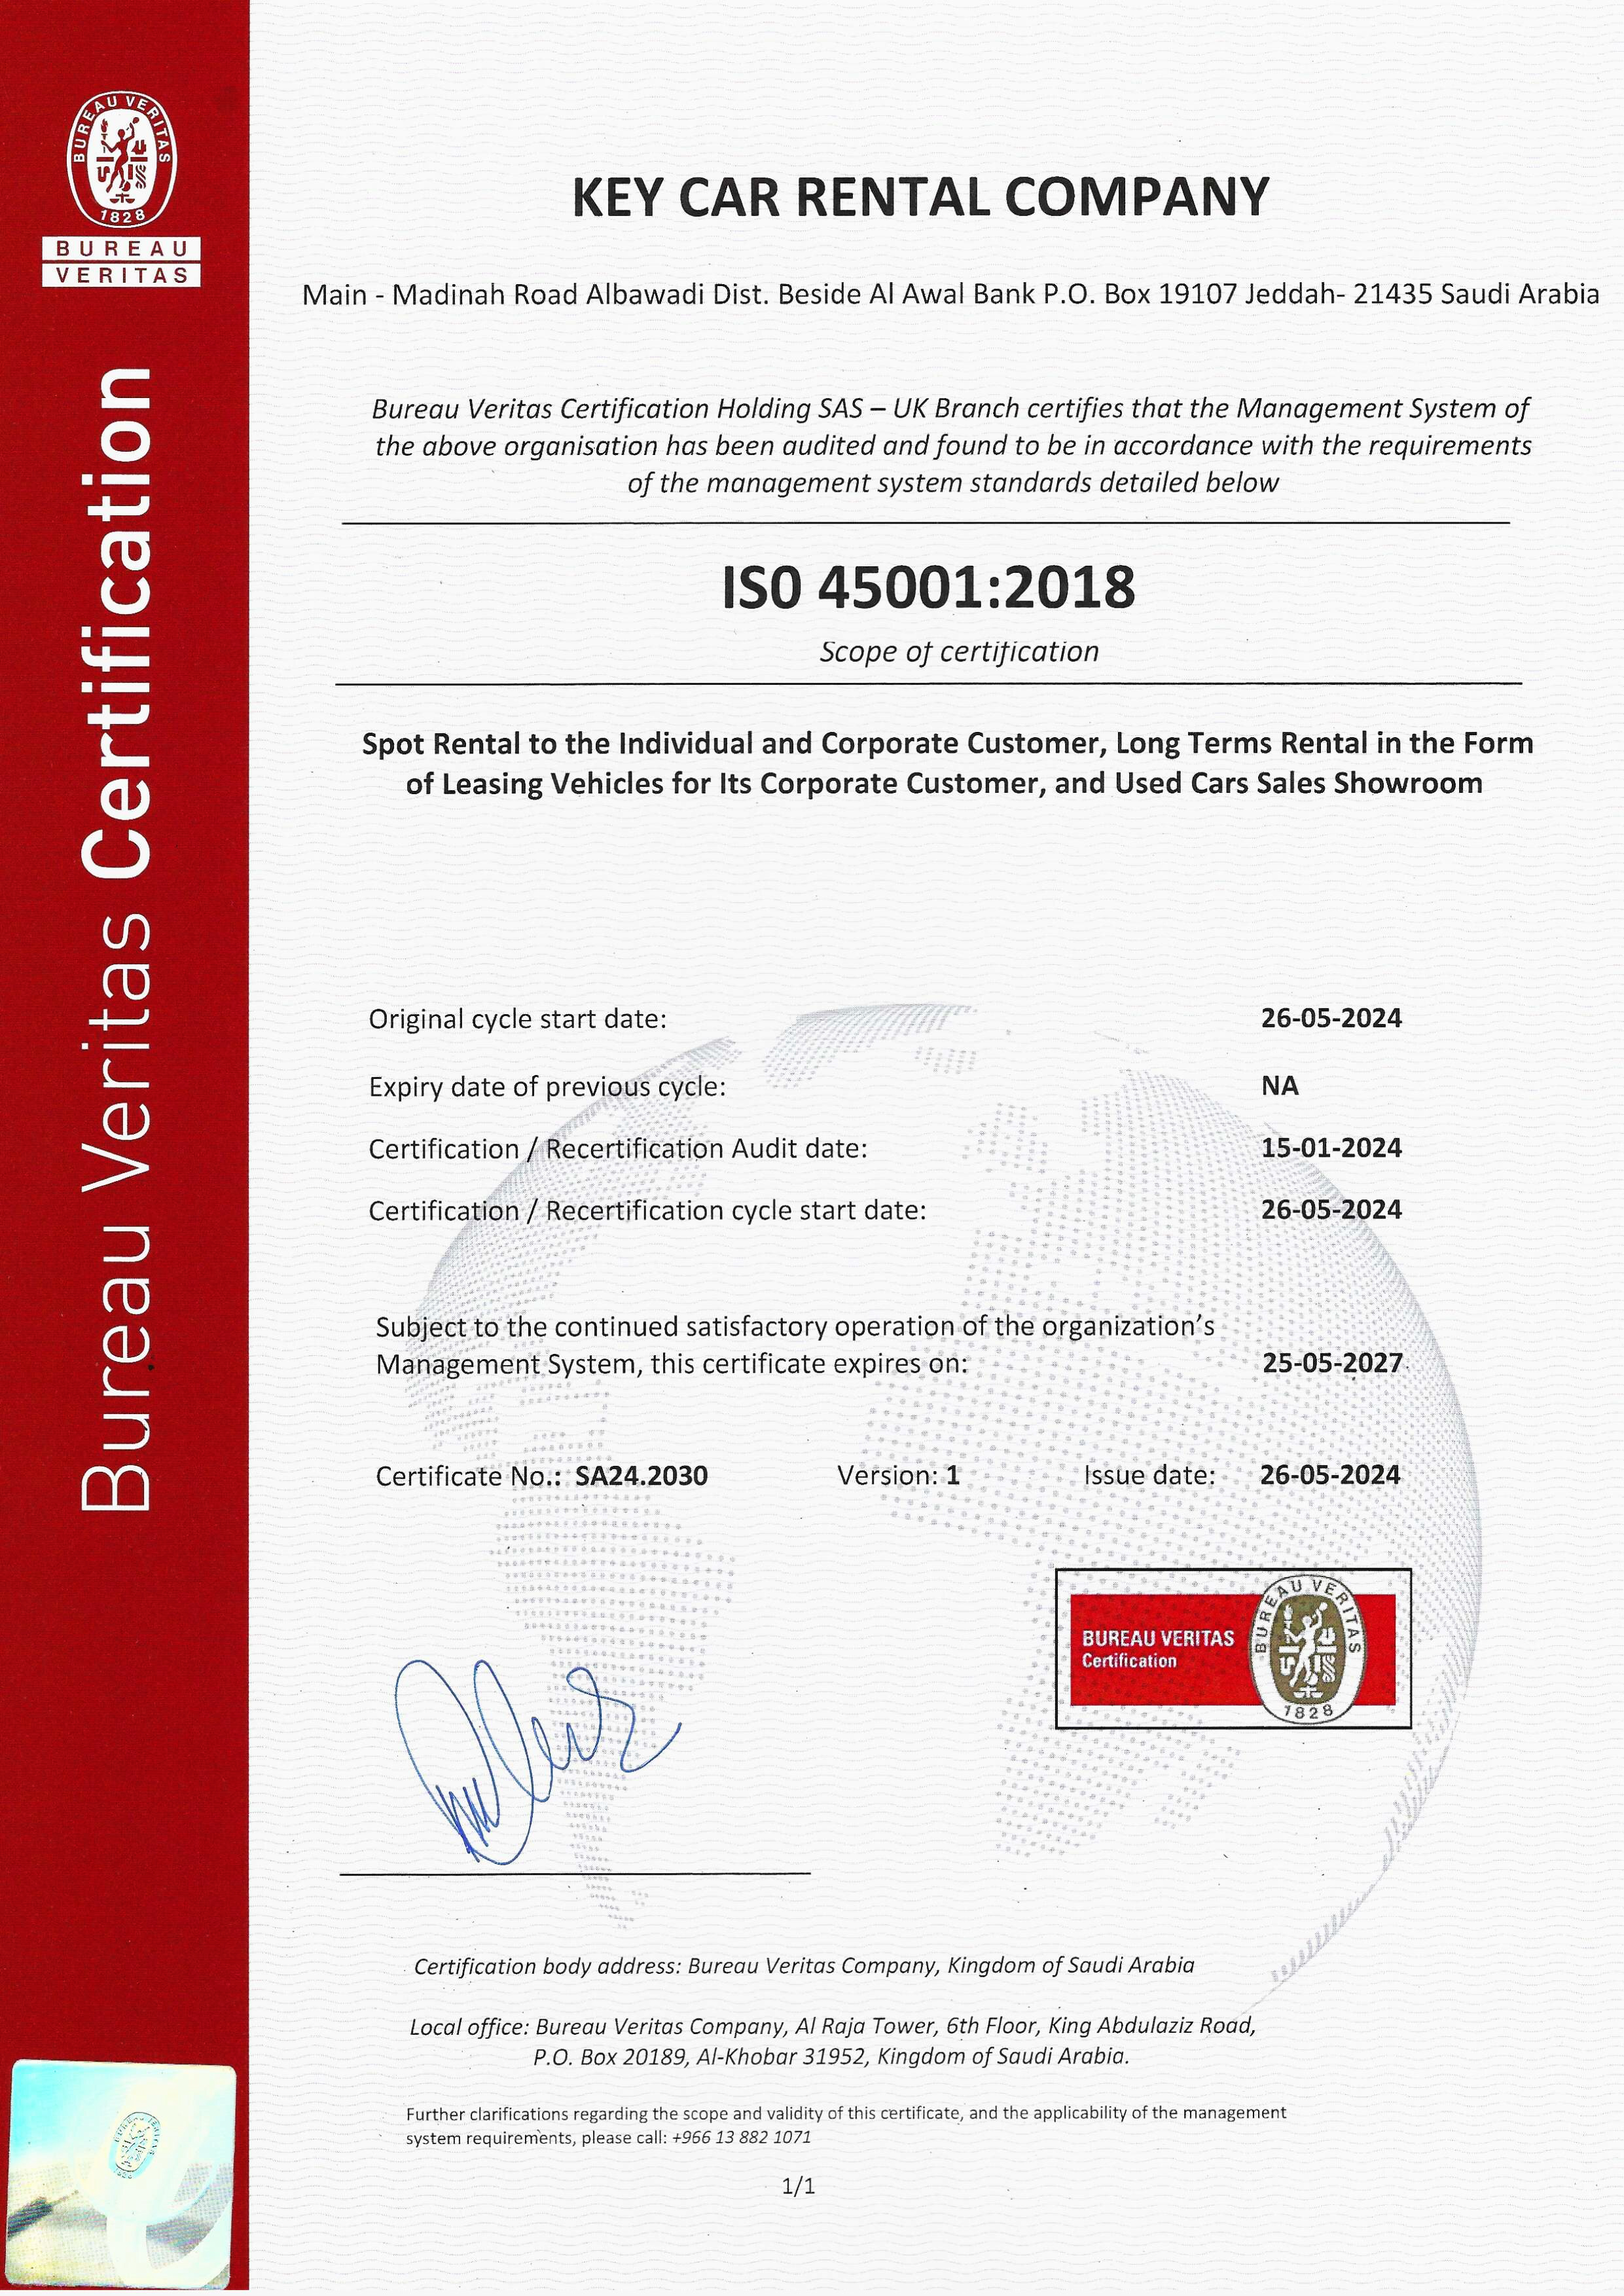 BUREAU VERITAS
1828
BUREAU
VERITAS
Bureau Veritas Certification
KEY CAR RENTAL COMPANY
Main - Madinah Road Albawadi Dist. Beside Al Awal Bank P.O. Box 19107 Jeddah- 21435 Saudi Arabia
Bureau Veritas Certification Holding SAS – UK Branch certifies that the Management System of
the above organisation has been audited and found to be in accordance with the requirements
of the management system standards detailed below
IS0 45001:2018
Scope of certification
Spot Rental to the Individual and Corporate Customer, Long Terms Rental in the Form
of Leasing Vehicles for Its Corporate Customer, and Used Cars Sales Showroom
Original cycle start date: 26-05-2024
Expiry date of previous cycle: NA
Certification / Recertification Audit date: 15-01-2024
Certification / Recertification cycle start date: 26-05-2024
Subject to the continued satisfactory operation of the organization’s
Management System, this certificate expires on: 25-05-2027
Certificate No.: SA24.2030 Version: 1 Issue date: 26-05-2024
BUREAU VERITAS
Certification
BUREAU VERITAS
1828
Certification body address: Bureau Veritas Company, Kingdom of Saudi Arabia
Local office: Bureau Veritas Company, Al Raja Tower, 6th Floor, King Abdulaziz Road,
P.O. Box 20189, Al-Khobar 31952, Kingdom of Saudi Arabia.
Further clarifications regarding the scope and validity of this certificate, and the applicability of the management
system requirements, please call: +966 13 882 1071
1/1